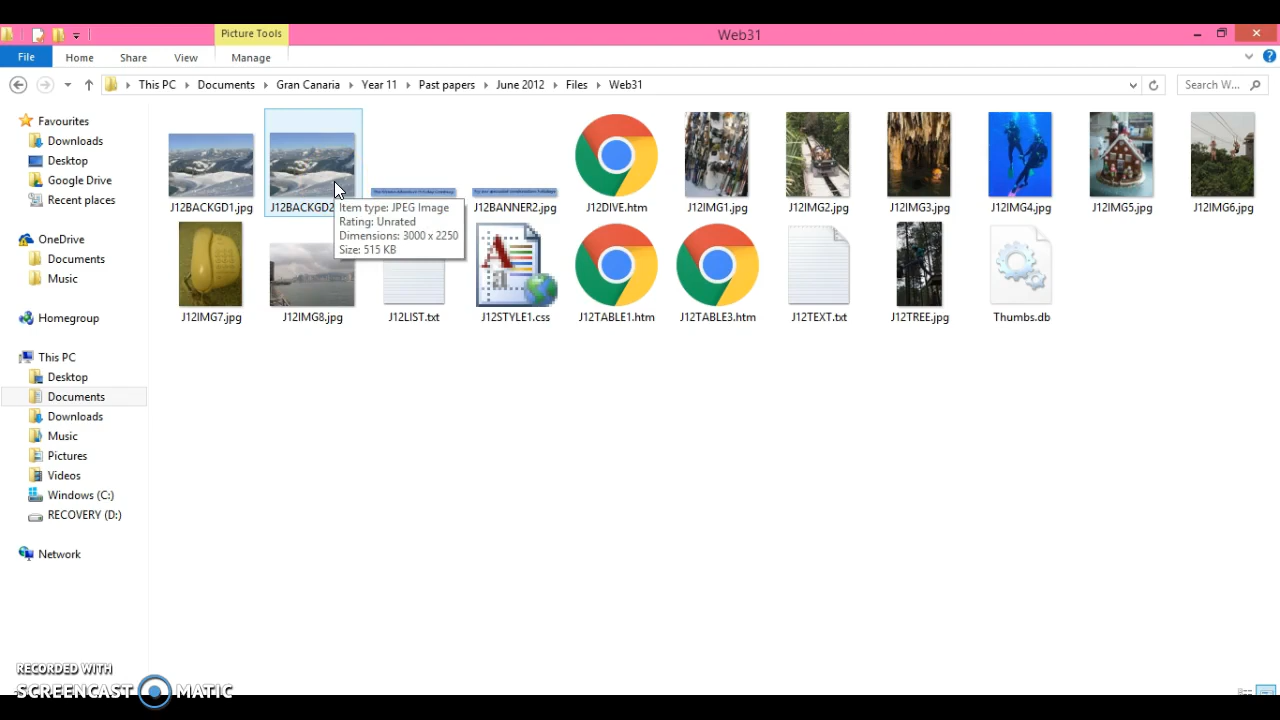 Picture Tools
Web31
File
Home
Share
View
Manage
This PC
Documents
Gran Canaria
Year 11
Past papers
June 2012
Files
Web31
Search W...
Favourites
Downloads
Desktop
Google Drive
Recent places
OneDrive
Documents
Music
Homegroup
This PC
Desktop
Documents
Downloads
Music
Pictures
Videos
Windows (C:)
RECOVERY (D:)
Network
J12BACKGD1.jpg
J12BACKGD2
J12BANNER2.jpg
J12DIVE.htm
J12IMG1.jpg
J12IMG2.jpg
J12IMG3.jpg
J12IMG4.jpg
J12IMG5.jpg
J12IMG6.jpg
Item type: JPEG Image
Rating: Unrated
Dimensions: 3000 x 2250
Size: 515 KB
J12IMG7.jpg
J12IMG8.jpg
J12LIST.txt
J12STYLE1.css
J12TABLE1.htm
J12TABLE3.htm
J12TEXT.txt
J12TREE.jpg
Thumbs.db
RECORDED WITH
SCREENCAST MATIC